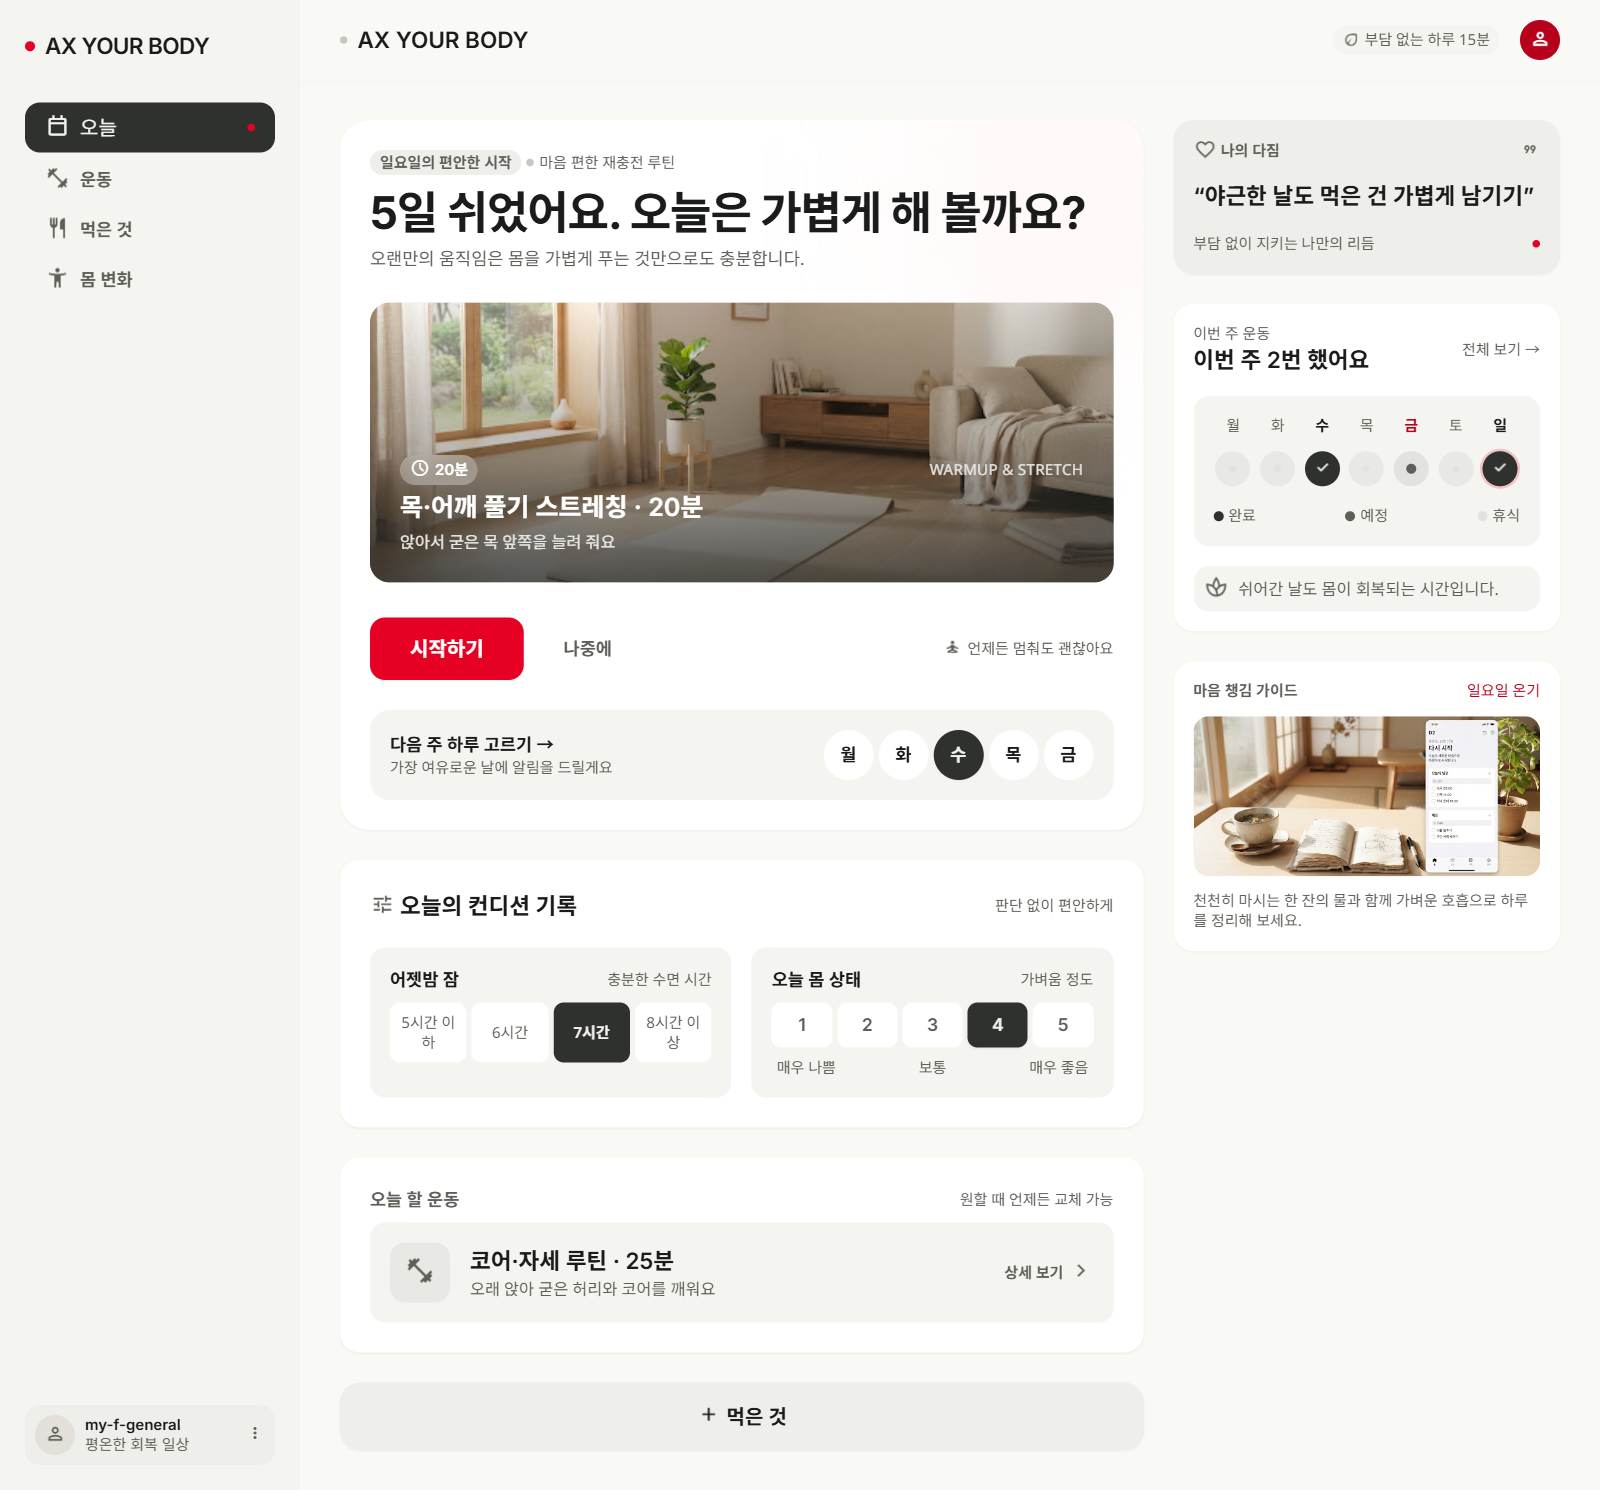 AX YOUR BODY
오늘
운동
먹은 것
몸 변화
my-f-general
평온한 회복 일상
AX YOUR BODY
부담 없는 하루 15분
일요일의 편안한 시작
마음 편한 재충전 루틴
5일 쉬었어요. 오늘은 가볍게 해 볼까요?
오랜만의 움직임은 몸을 가볍게 푸는 것만으로도 충분합니다.
20분
WARMUP & STRETCH
목·어깨 풀기 스트레칭 · 20분
앉아서 굳은 목 앞쪽을 늘려 줘요
시작하기
나중에
언제든 멈춰도 괜찮아요
다음 주 하루 고르기 →
가장 여유로운 날에 알림을 드릴게요
월 화 수 목 금
오늘의 컨디션 기록
판단 없이 편안하게
어젯밤 잠
충분한 수면 시간
5시간 이
하
6시간
7시간
8시간 이
상
오늘 몸 상태
가벼움 정도
1 2 3 4 5
매우 나쁨
보통
매우 좋음
오늘 할 운동
원할 때 언제든 교체 가능
코어·자세 루틴 · 25분
오래 앉아 굳은 허리와 코어를 깨워요
상세 보기
+ 먹은 것
나의 다짐
”
“야근한 날도 먹은 건 가볍게 남기기”
부담 없이 지키는 나만의 리듬
이번 주 운동
이번 주 2번 했어요
전체 보기 →
월 화 수 목 금 토 일
완료
예정
휴식
쉬어간 날도 몸이 회복되는 시간입니다.
마음 챙김 가이드
일요일 온기
다시 시작
천천히 마시는 한 잔의 물과 함께 가벼운 호흡으로 하루
를 정리해 보세요.